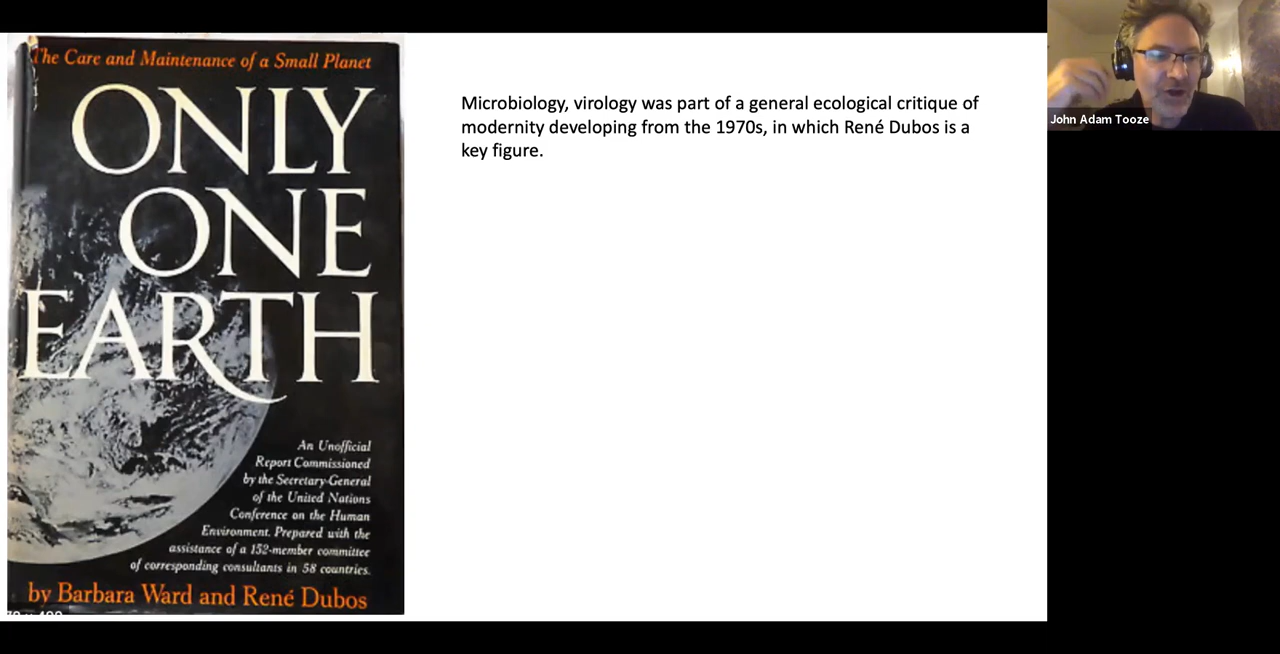 The Care and Maintenance of a Small Planet
ONLY
ONE
EARTH
An Unofficial
Report Commissioned
by the Secretary-General
of the United Nations
Conference on the Human
Environment. Prepared with the
assistance of a 152-member committee
of corresponding consultants in 58 countries.
by Barbara Ward and René Dubos
Microbiology, virology was part of a general ecological critique of
modernity developing from the 1970s, in which René Dubos is a
key figure.
John Adam Tooze